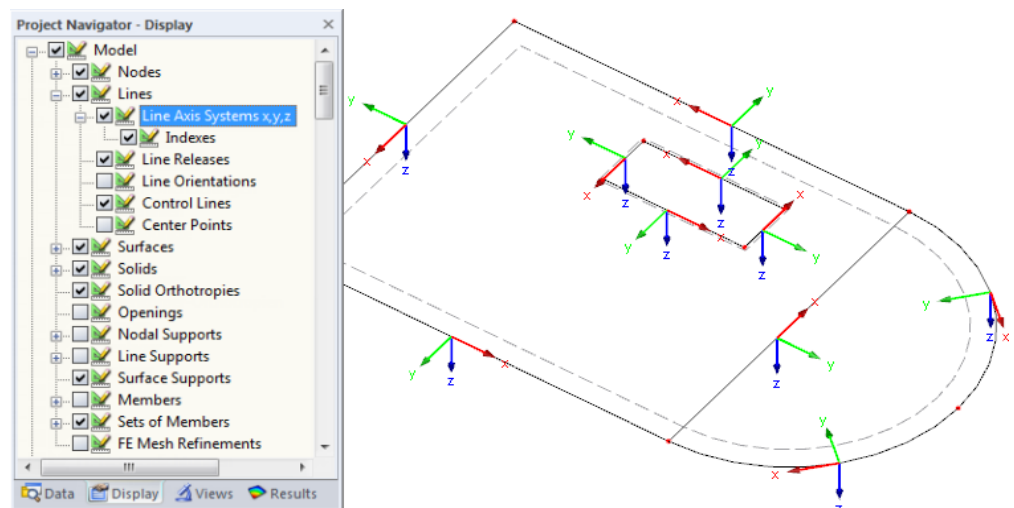 Project Navigator - Display
Model
Nodes
Lines
Line Axis Systems x,y,z
Indexes
Line Releases
Line Orientations
Control Lines
Center Points
Surfaces
Solids
Solid Orthotropies
Openings
Nodal Supports
Line Supports
Surface Supports
Members
Sets of Members
FE Mesh Refinements
Data Display Views Results
y
x
z
x
y
z
y
x
z
x
y
z
y
x
z
x
y
z
y
x
z
x
y
z
y
z
x
y
x
z